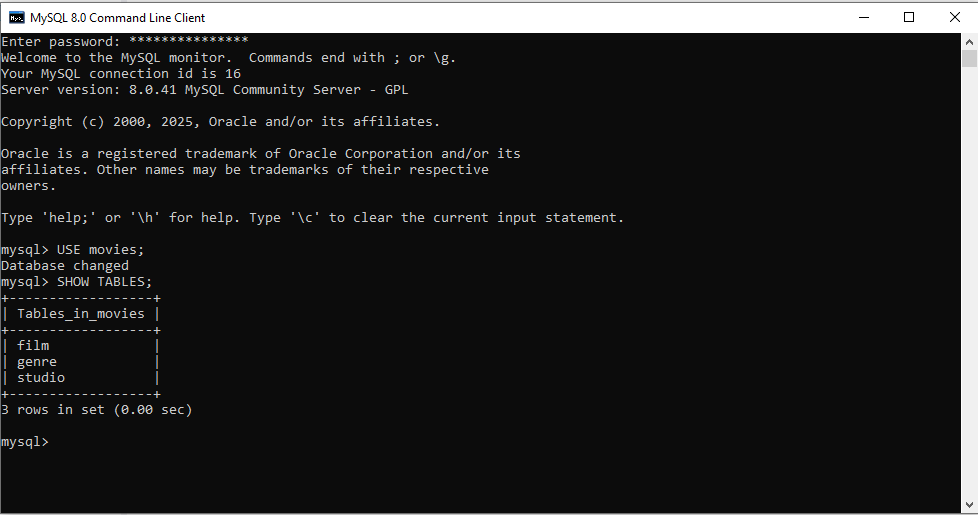 MySQL 8.0 Command Line Client
Enter password: ***************
Welcome to the MySQL monitor.  Commands end with ; or \g.
Your MySQL connection id is 16
Server version: 8.0.41 MySQL Community Server - GPL
Copyright (c) 2000, 2025, Oracle and/or its affiliates.
Oracle is a registered trademark of Oracle Corporation and/or its
affiliates. Other names may be trademarks of their respective
owners.
Type 'help;' or '\h' for help. Type '\c' to clear the current input statement.
mysql> USE movies;
Database changed
mysql> SHOW TABLES;
+------------------+
| Tables_in_movies |
+------------------+
| film             |
| genre            |
| studio           |
+------------------+
3 rows in set (0.00 sec)
mysql>